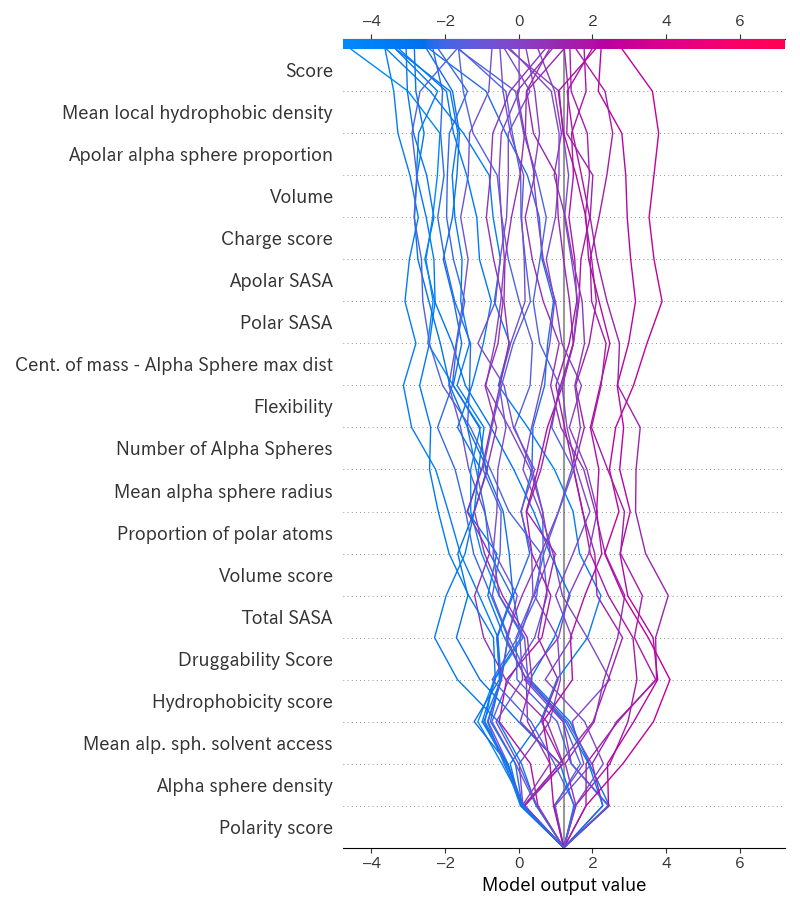 −4 −2 0 2 4 6
Score
Mean local hydrophobic density
Apolar alpha sphere proportion
Volume
Charge score
Apolar SASA
Polar SASA
Cent. of mass - Alpha Sphere max dist
Flexibility
Number of Alpha Spheres
Mean alpha sphere radius
Proportion of polar atoms
Volume score
Total SASA
Druggability Score
Hydrophobicity score
Mean alp. sph. solvent access
Alpha sphere density
Polarity score
−4 −2 0 2 4 6
Model output value